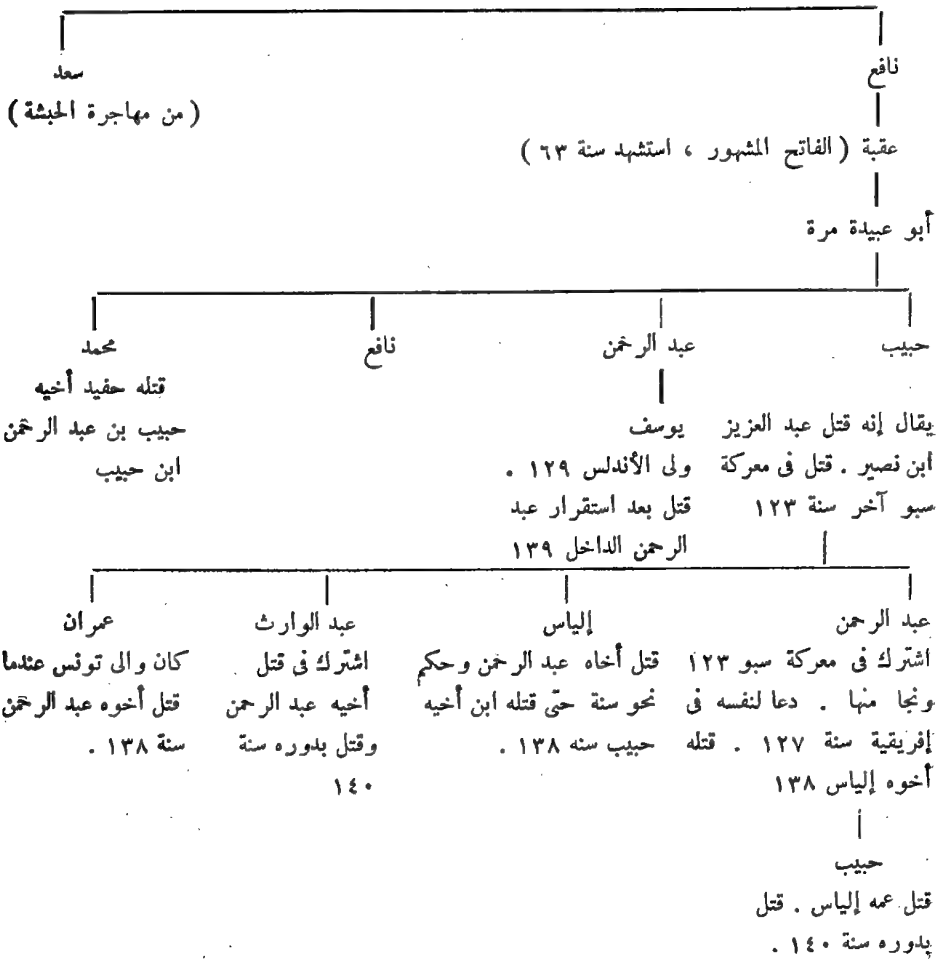 نافع
سعد
(من مهاجرة الحبشة)
عقبة (الفاتح المشهور ، استشهد سنة ٦٣ )
أبو عبيدة مرة
حبيب
يقال إنه قتل عبد العزيز
ابن نصير . قتل فى معركة
سبو آخر سنة ١٢٣
عبد الرحمن
يوسف
ولى الأندلس ١٢٩ .
قتل بعد استقرار عبد
الرحمن الداخل ١٣٩
نافع
محمد
قتله حفيد أخيه
حبيب بن عبد الرحمن
ابن حبيب
عبد الرحمن
اشترك فى معركة سبو ١٢٣
ونجا منها . دعا لنفسه فى
إفريقية سنة ١٢٧ . قتله
أخوه إلياس ١٣٨
إلياس
قتل أخاه عبد الرحمن وحكم
نحو سنة حتى قتله ابن أخيه
حبيب سنه ١٣٨ .
عبد الوارث
اشترك فى قتل
أخيه عبد الرحمن
وقتل بدوره سنة
١٤٠
عمران
كان والى تونس عندما
قتل أخوه عبد الرحمن
سنة ١٣٨ .
حبيب
قتل عمه إلياس . قتل
بدوره سنة ١٤٠ .